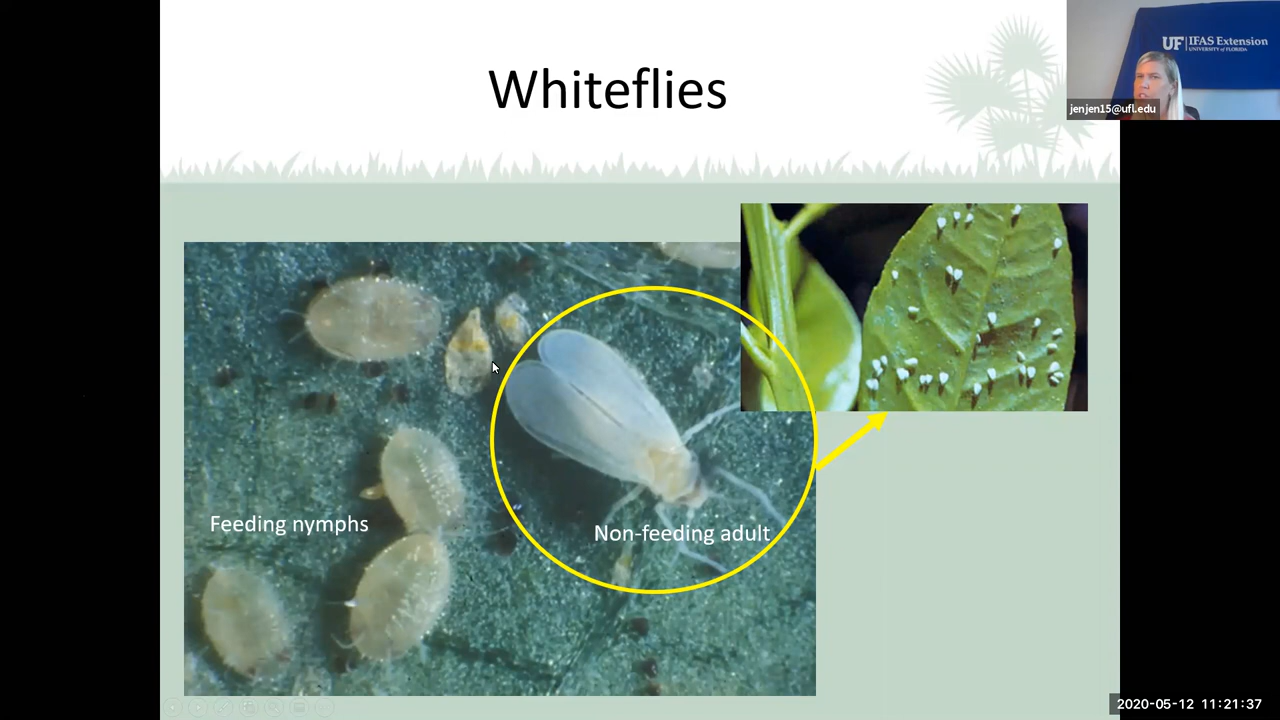 Whiteflies
UF IFAS Extension
UNIVERSITY of FLORIDA
jenjen15@ufl.edu
Feeding nymphs
Non-feeding adult
2020-05-12 11:21:37